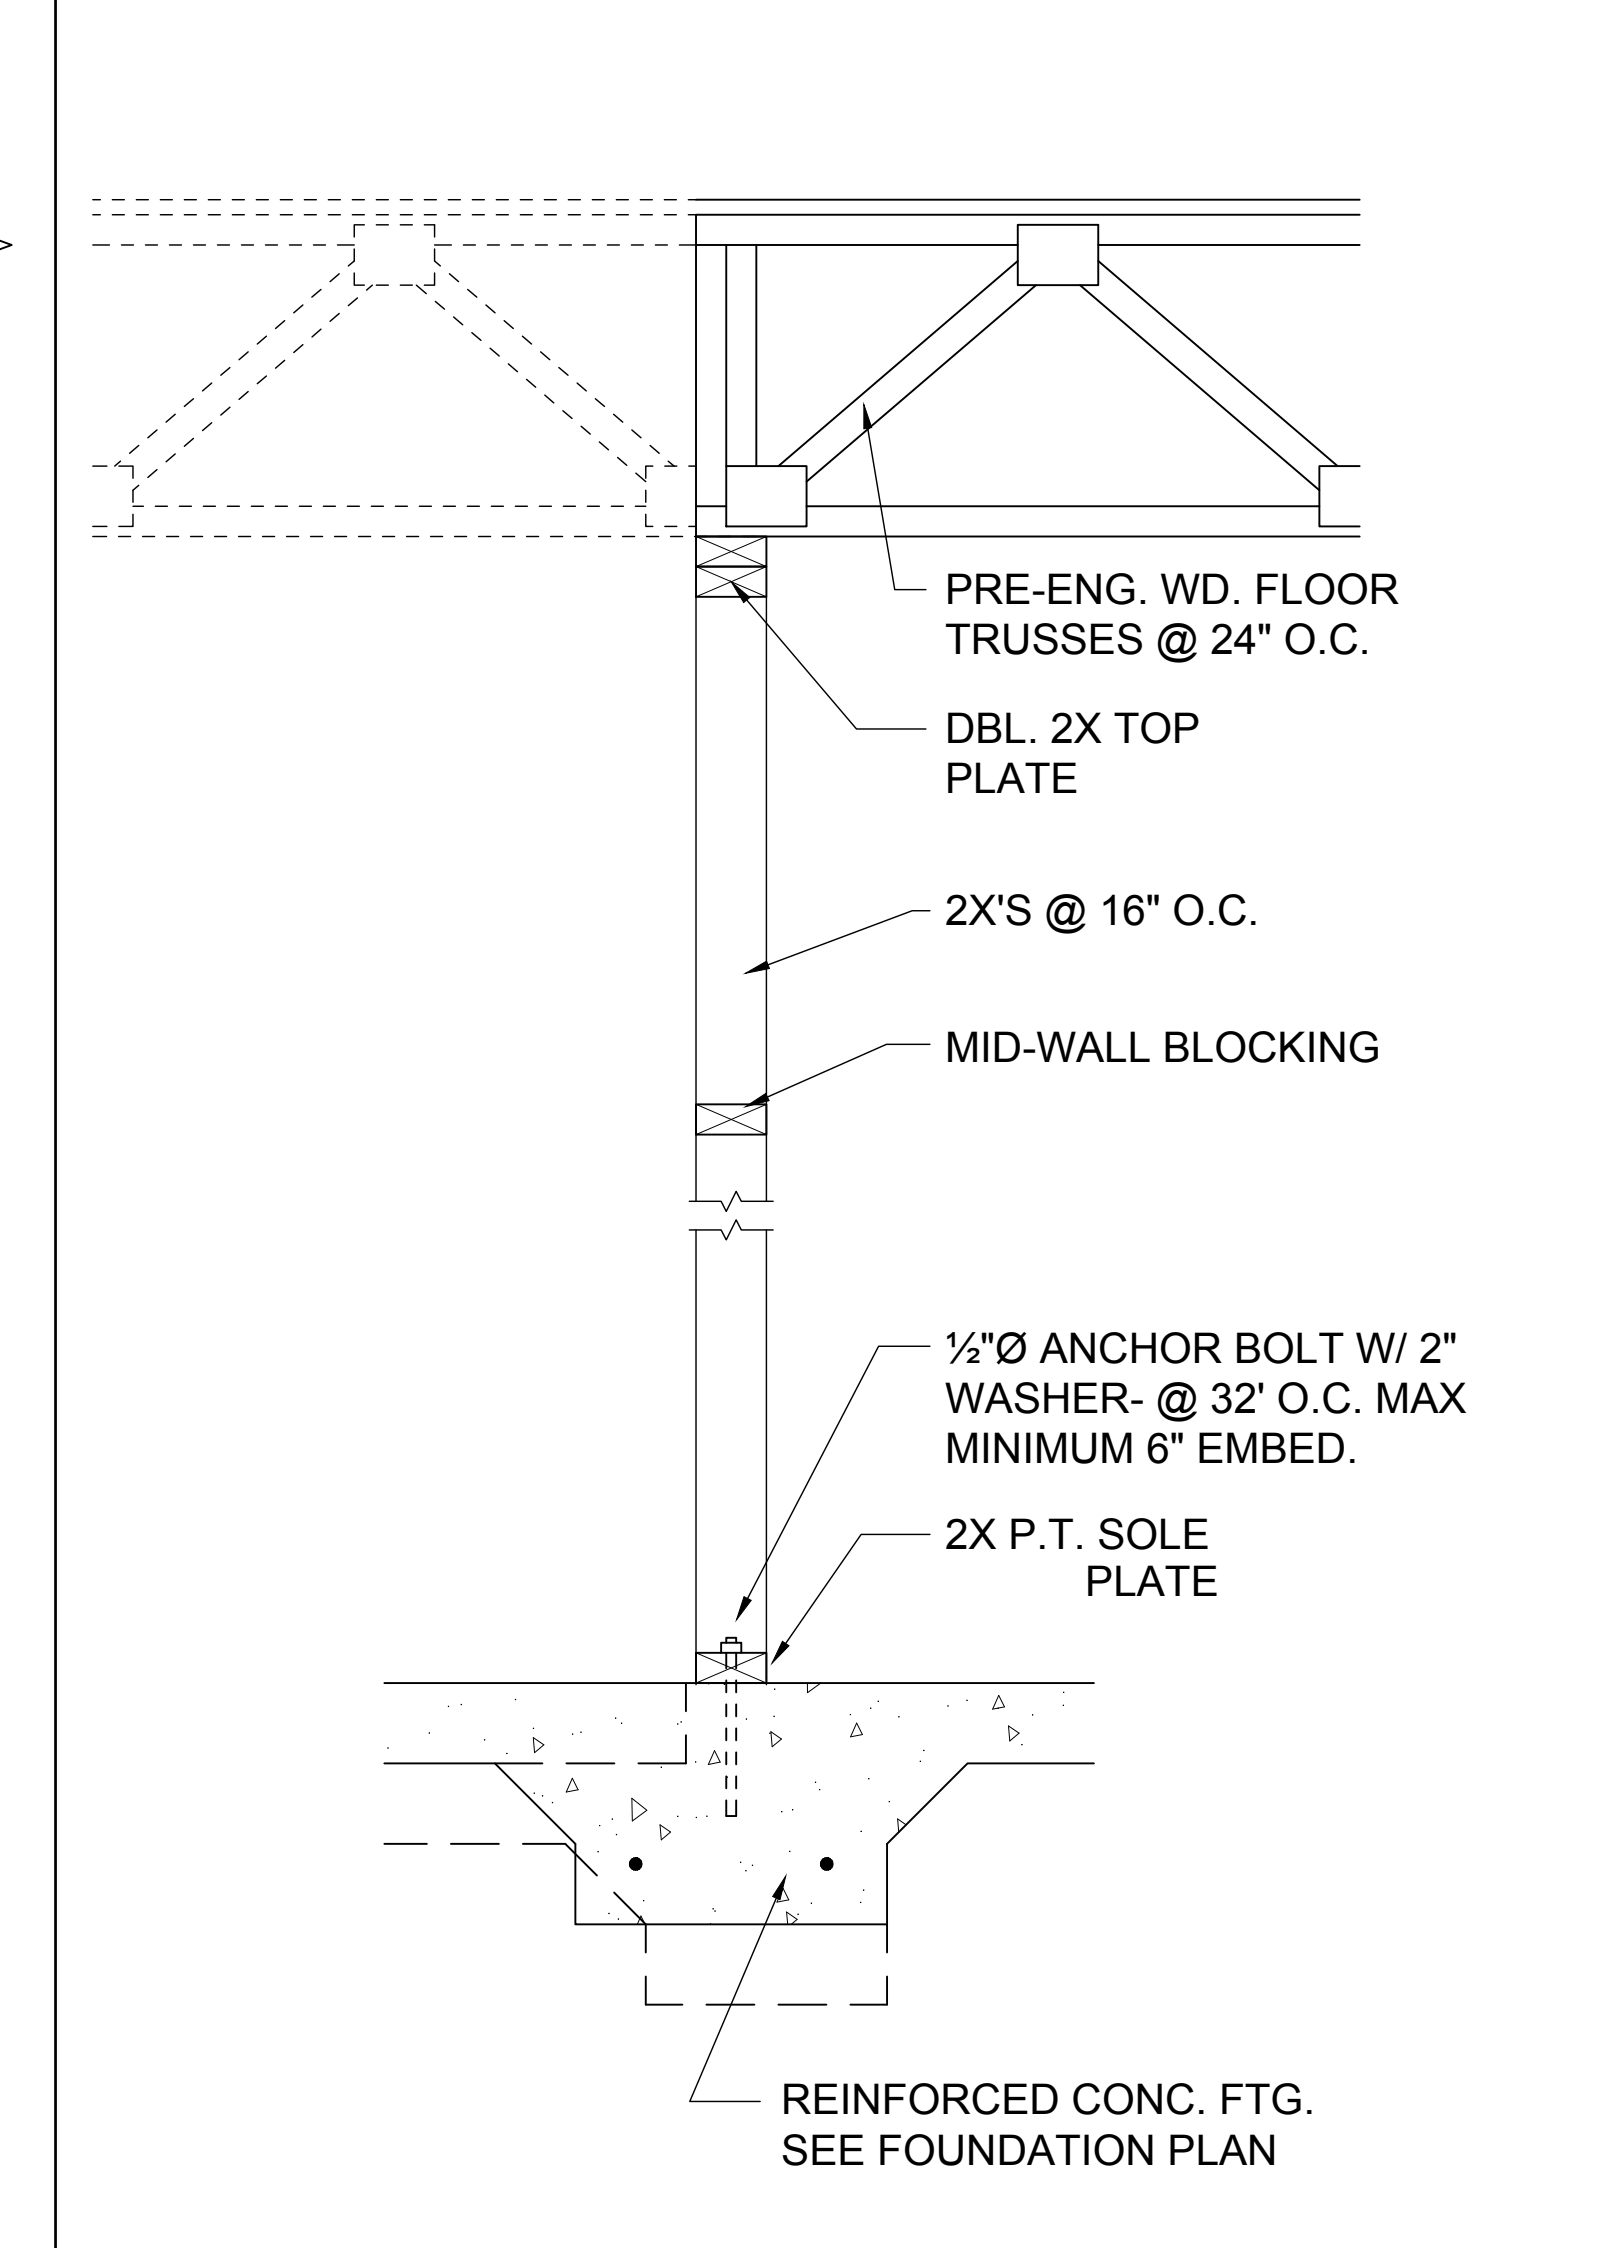 PRE-ENG. WD. FLOOR
TRUSSES @ 24" O.C.
DBL. 2X TOP
PLATE
2X'S @ 16" O.C.
MID-WALL BLOCKING
½"Ø ANCHOR BOLT W/ 2"
WASHER- @ 32' O.C. MAX
MINIMUM 6" EMBED.
2X P.T. SOLE
PLATE
REINFORCED CONC. FTG.
SEE FOUNDATION PLAN